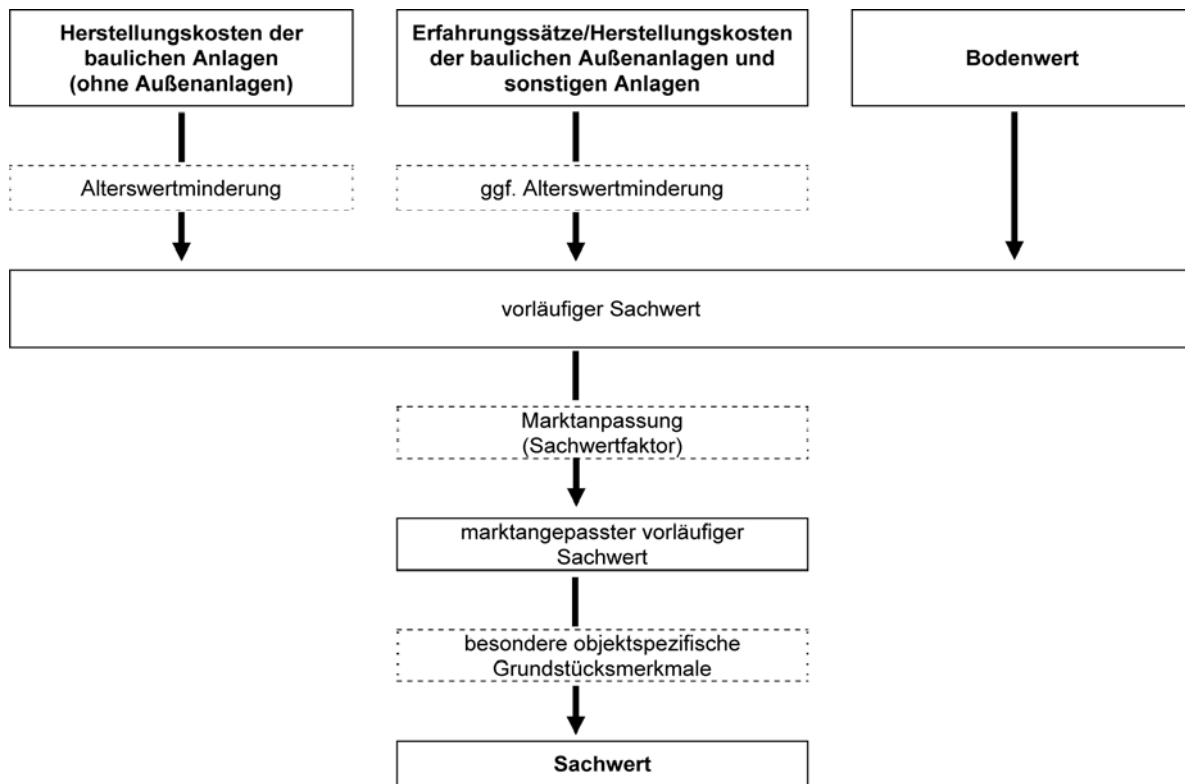 Herstellungskosten der
baulichen Anlagen
(ohne Außenanlagen)
Erfahrungssätze/Herstellungskosten
der baulichen Außenanlagen und
sonstigen Anlagen
Bodenwert
Alterswertminderung
ggf. Alterswertminderung
vorläufiger Sachwert
Marktanpassung
(Sachwertfaktor)
marktangepasster vorläufiger
Sachwert
besondere objektspezifische
Grundstücksmerkmale
Sachwert